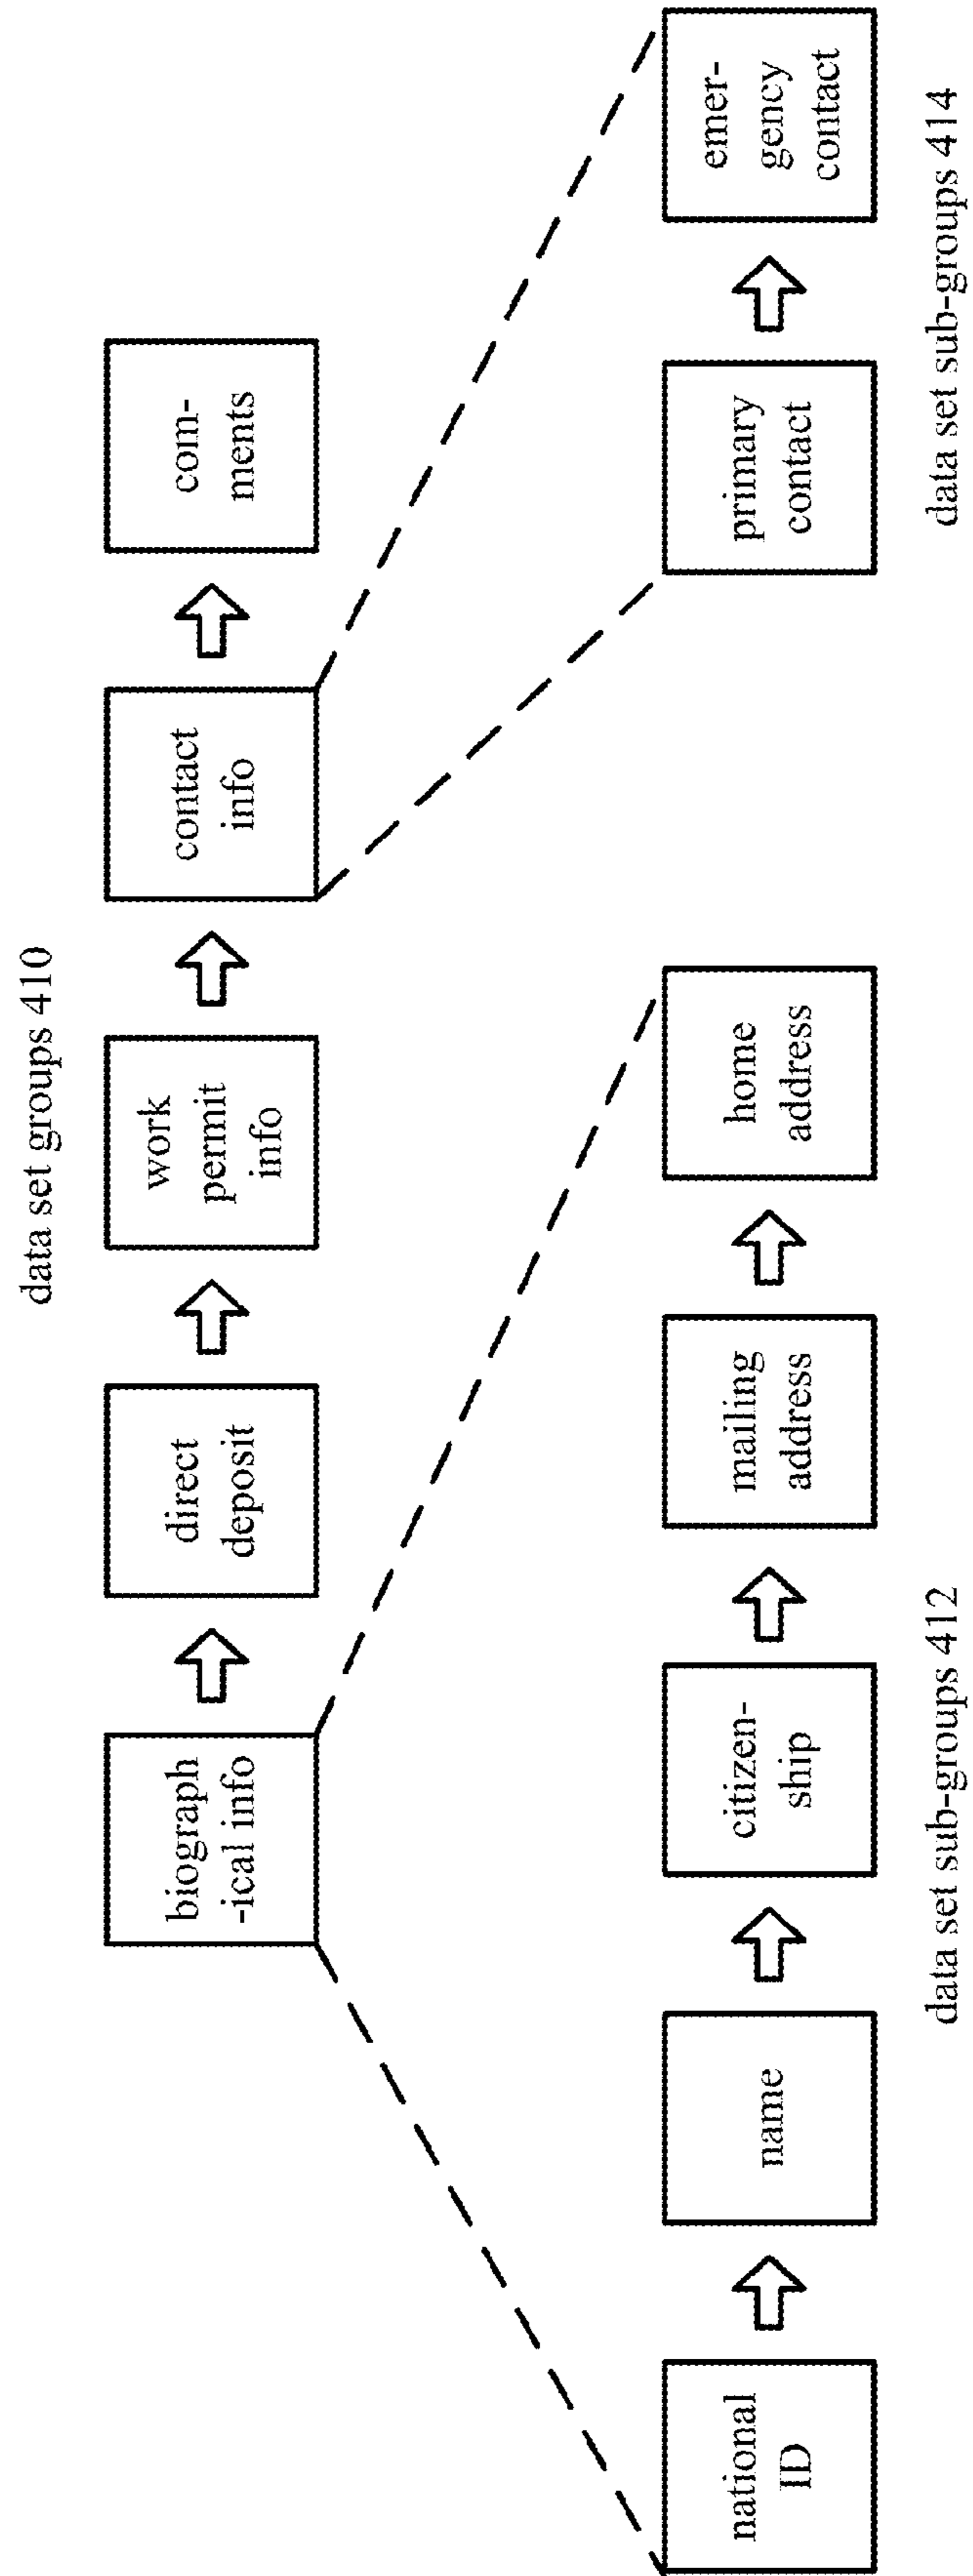 data set groups 410
biograph
-ical info
direct
deposit
work
permit
info
contact
info
com-
ments
national
ID
name
citizen-
ship
mailing
address
home
address
primary
contact
emer-
gency
contact
data set sub-groups 412
data set sub-groups 414